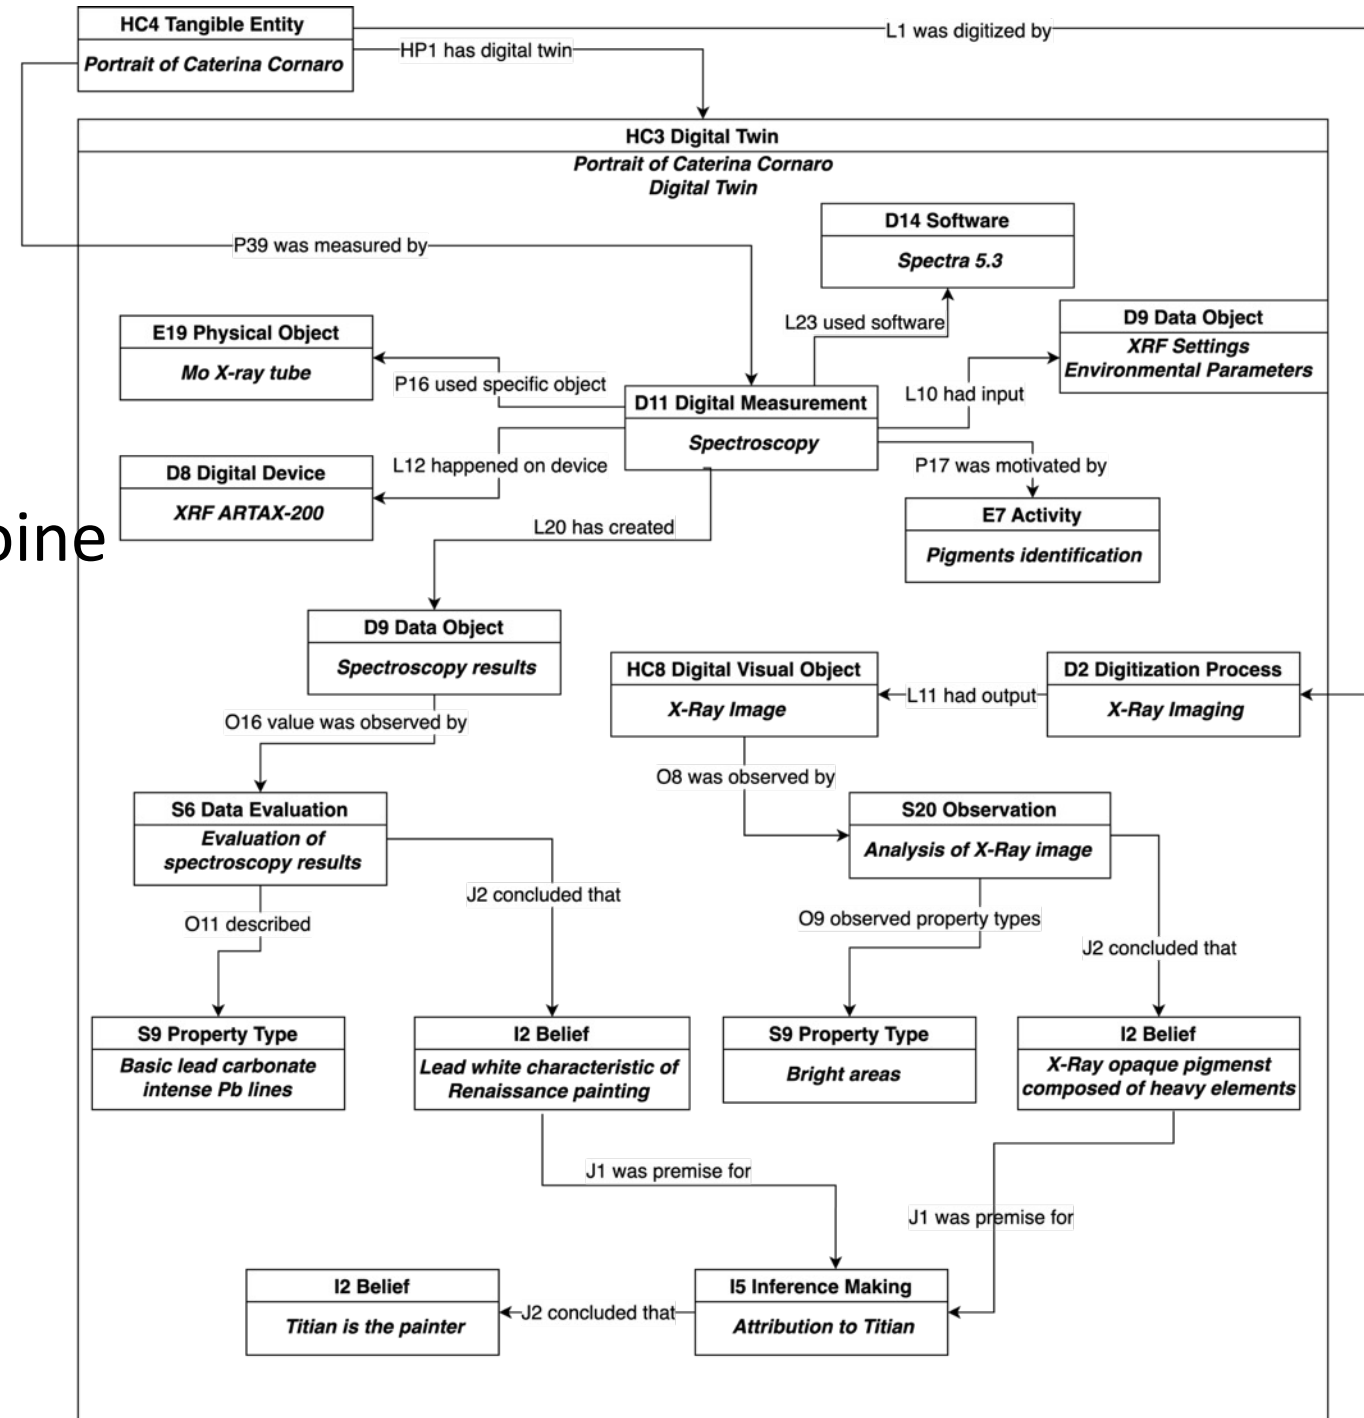 HC4 Tangible Entity
Portrait of Caterina Cornaro
L1 was digitized by
HP1 has digital twin
HC3 Digital Twin
Portrait of Caterina Cornaro
Digital Twin
D14 Software
Spectra 5.3
P39 was measured by
L23 used software
D9 Data Object
XRF Settings
Environmental Parameters
E19 Physical Object
Mo X-ray tube
P16 used specific object
D11 Digital Measurement
Spectroscopy
L10 had input
L12 happened on device
P17 was motivated by
D8 Digital Device
XRF ARTAX-200
L20 has created
E7 Activity
Pigments identification
pine
D9 Data Object
Spectroscopy results
HC8 Digital Visual Object
X-Ray Image
L11 had output
D2 Digitization Process
X-Ray Imaging
O16 value was observed by
O8 was observed by
S6 Data Evaluation
Evaluation of
spectroscopy results
S20 Observation
Analysis of X-Ray image
J2 concluded that
O11 described
O9 observed property types
J2 concluded that
S9 Property Type
Basic lead carbonate
intense Pb lines
I2 Belief
Lead white characteristic of
Renaissance painting
S9 Property Type
Bright areas
I2 Belief
X-Ray opaque pigmenst
composed of heavy elements
J1 was premise for
J1 was premise for
I2 Belief
Titian is the painter
J2 concluded that
I5 Inference Making
Attribution to Titian